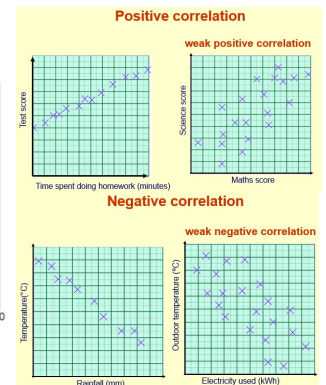 Positive correlation
weak positive correlation
Test score
Time spent doing homework (minutes)
Science score
Maths score
Negative correlation
weak negative correlation
Temperature(°C)
Rainfall (mm)
Outdoor temperature (ºC)
Electricity used (kWh)